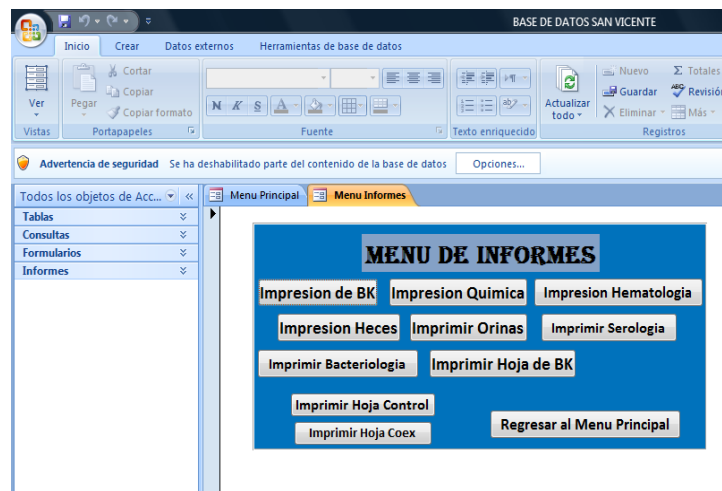 BASE DE DATOS SAN VICENTE
Inicio Crear Datos externos Herramientas de base de datos
Ver
Vistas
Pegar
Cortar
Copiar
Copiar formato
Portapapeles
N K S A
Fuente
ab
Texto enriquecido
Actualizar todo
Nuevo
Guardar
Eliminar
Σ Totales
ABC Revisión
Más
Registros
Advertencia de seguridad Se ha deshabilitado parte del contenido de la base de datos Opciones...
Todos los objetos de Acc... «
Tablas
Consultas
Formularios
Informes
Menu Principal Menu Informes
MENU DE INFORMES
Impresion de BK Impresion Quimica Impresion Hematologia
Impresion Heces Imprimir Orinas Imprimir Serologia
Imprimir Bacteriologia Imprimir Hoja de BK
Imprimir Hoja Control
Imprimir Hoja Coex
Regresar al Menu Principal